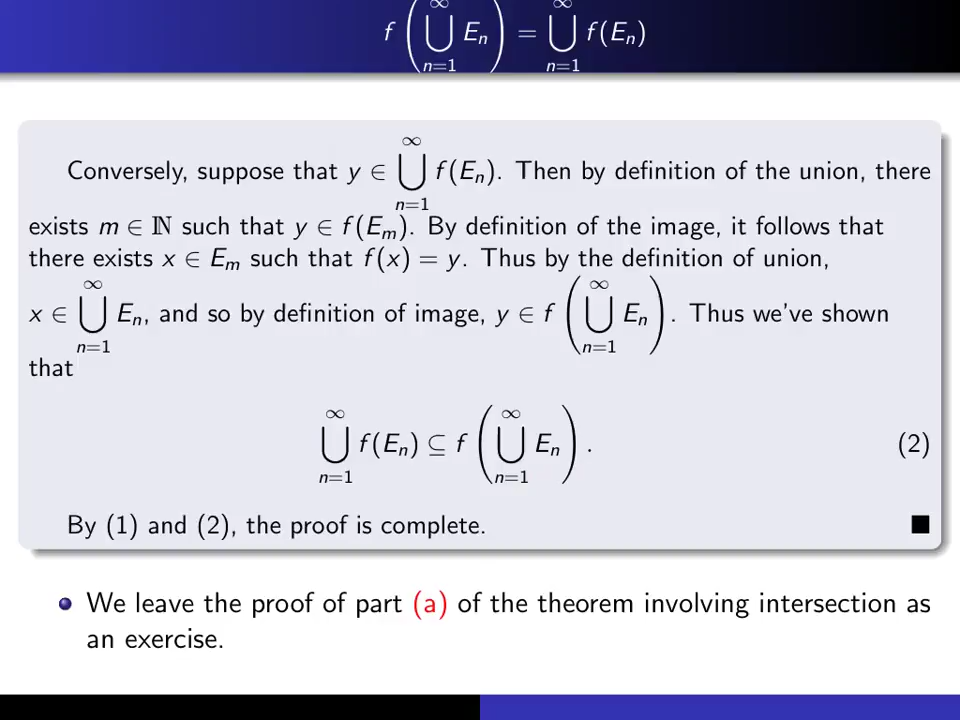 f(⋃_{n=1}^{∞} E_n) = ⋃_{n=1}^{∞} f(E_n)
Conversely, suppose that y ∈ ⋃_{n=1}^{∞} f(E_n). Then by definition of the union, there
exists m ∈ ℕ such that y ∈ f(E_m). By definition of the image, it follows that
there exists x ∈ E_m such that f(x) = y. Thus by the definition of union,
x ∈ ⋃_{n=1}^{∞} E_n, and so by definition of image, y ∈ f(⋃_{n=1}^{∞} E_n). Thus we've shown
that
⋃_{n=1}^{∞} f(E_n) ⊆ f(⋃_{n=1}^{∞} E_n). (2)
By (1) and (2), the proof is complete. ■
We leave the proof of part (a) of the theorem involving intersection as
an exercise.